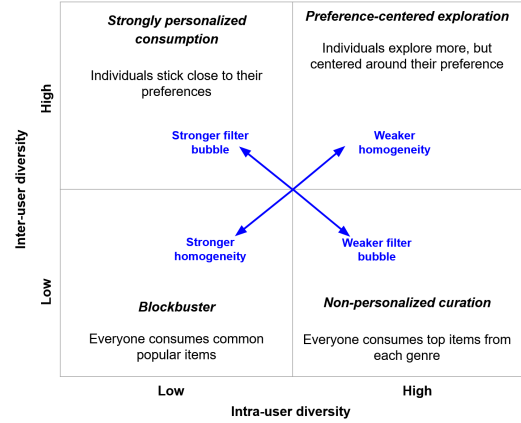 Strongly personalized
consumption
Individuals stick close to their
preferences
Preference-centered exploration
Individuals explore more, but
centered around their preference
High
Stronger filter
bubble
Weaker
homogeneity
Inter-user diversity
Stronger
homogeneity
Weaker filter
bubble
Low
Blockbuster
Everyone consumes common
popular items
Non-personalized curation
Everyone consumes top items from
each genre
Low
High
Intra-user diversity